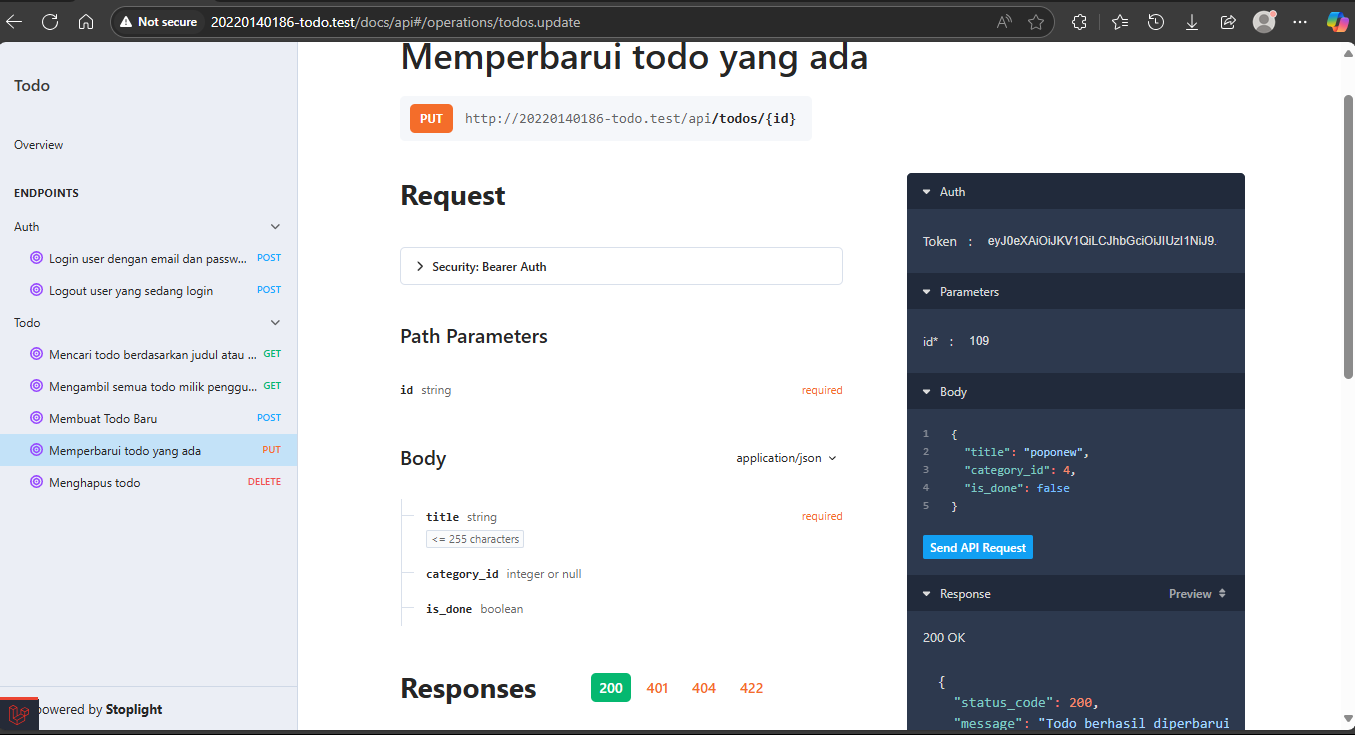 Not secure
20220140186-todo.test/docs/api#/operations/todos.update
Todo
Overview
ENDPOINTS
Auth
Login user dengan email dan passw... POST
Logout user yang sedang login POST
Todo
Mencari todo berdasarkan judul atau ... GET
Mengambil semua todo milik penggu... GET
Membuat Todo Baru POST
Memperbarui todo yang ada PUT
Menghapus todo DELETE
powered by Stoplight
Memperbarui todo yang ada
PUT http://20220140186-todo.test/api/todos/{id}
Request
Security: Bearer Auth
Path Parameters
id string required
Body application/json
title string required
<= 255 characters
category_id integer or null
is_done boolean
Responses 200 401 404 422
Auth
Token : eyJ0eXAiOiJKV1QiLCJhbGciOiJIUzI1NiJ9.
Parameters
id* : 109
Body
1 {
2 "title": "poponew",
3 "category_id": 4,
4 "is_done": false
5 }
Send API Request
Response Preview
200 OK
{
"status_code": 200,
"message": "Todo berhasil diperbarui